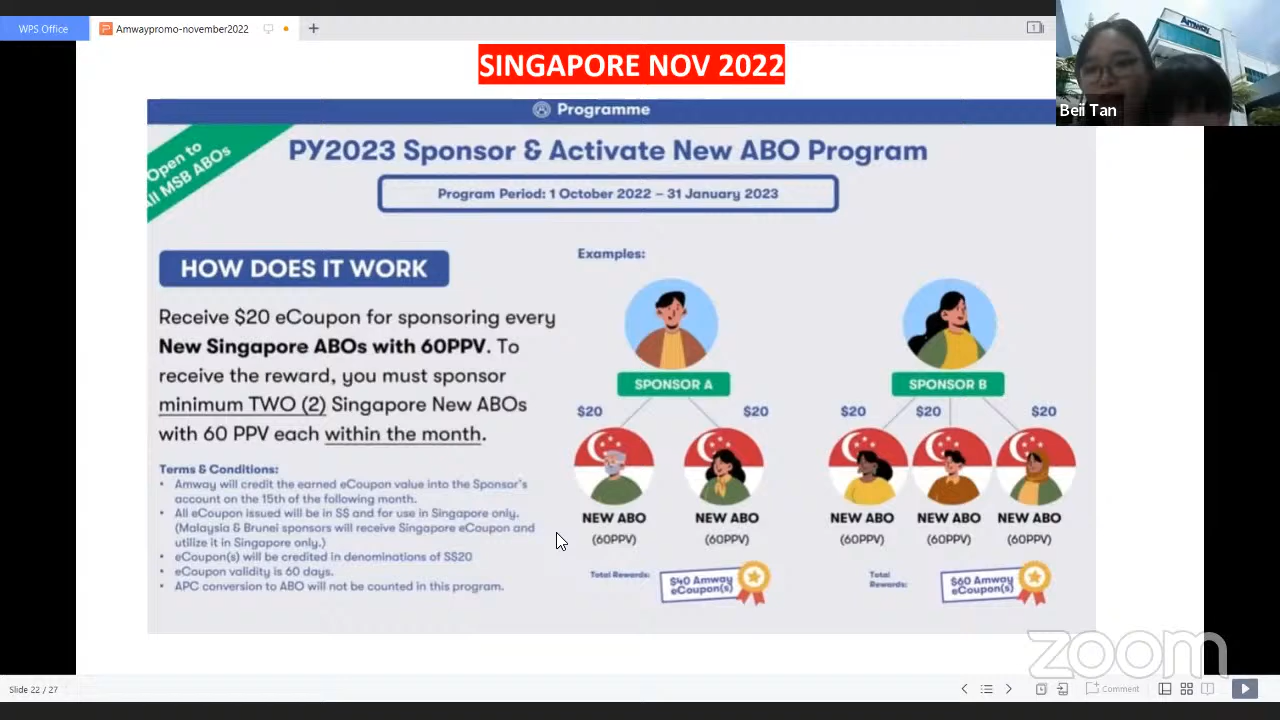 WPS Office
Amwaypromo-november2022
1
SINGAPORE NOV 2022
AMWAY
Beii Tan
Programme
Open to
All MSB ABOs
PY2023 Sponsor & Activate New ABO Program
Program Period: 1 October 2022 – 31 January 2023
HOW DOES IT WORK
Receive $20 eCoupon for sponsoring every
New Singapore ABOs with 60PPV. To
receive the reward, you must sponsor
minimum TWO (2) Singapore New ABOs
with 60 PPV each within the month.
Terms & Conditions:
• Amway will credit the earned eCoupon value into the Sponsor's
account on the 15th of the following month.
• All eCoupon issued will be in S$ and for use in Singapore only.
(Malaysia & Brunei sponsors will receive Singapore eCoupon and
utilize it in Singapore only.)
• eCoupon(s) will be credited in denominations of S$20
• eCoupon validity is 60 days.
• APC conversion to ABO will not be counted in this program.
Examples:
SPONSOR A
$20 $20
NEW ABO NEW ABO
(60PPV) (60PPV)
Total Rewards:
$40 Amway
eCoupon(s)
SPONSOR B
$20 $20 $20
NEW ABO NEW ABO NEW ABO
(60PPV) (60PPV) (60PPV)
Total
Rewards:
$60 Amway
eCoupon(s)
zoom
Slide 22 / 27
Comment